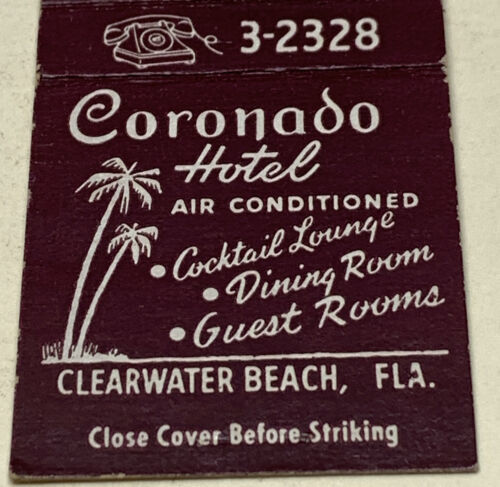 3-2328
Coronado
Hotel
AIR CONDITIONED
• Cocktail Lounge
• Dining Room
• Guest Rooms
CLEARWATER BEACH, FLA.
Close Cover Before Striking